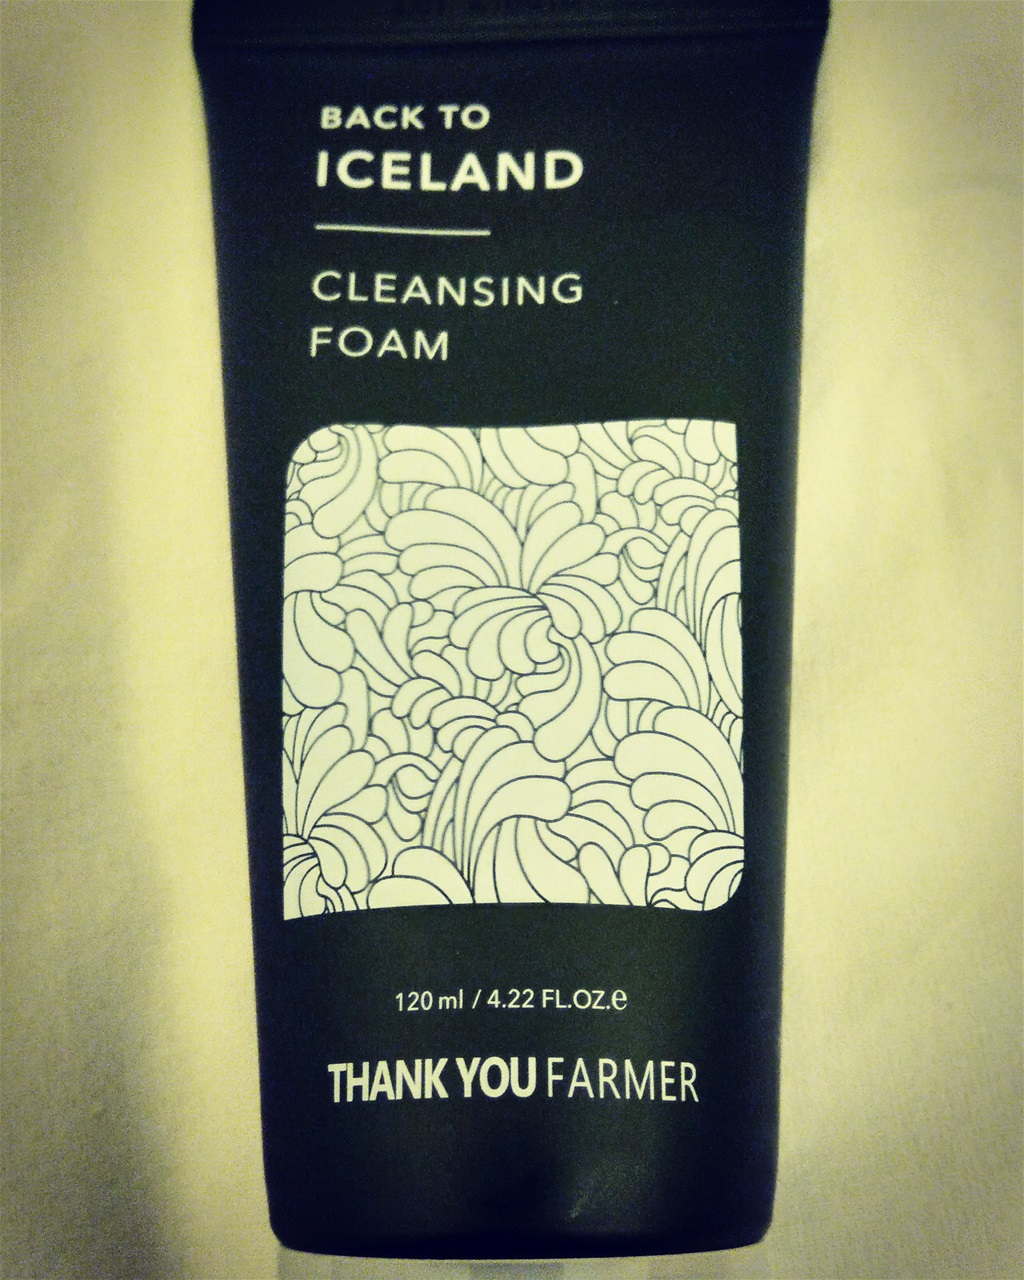 BACK TO
ICELAND
CLEANSING
FOAM
120 ml / 4.22 FL.OZ.e
THANK YOU FARMER